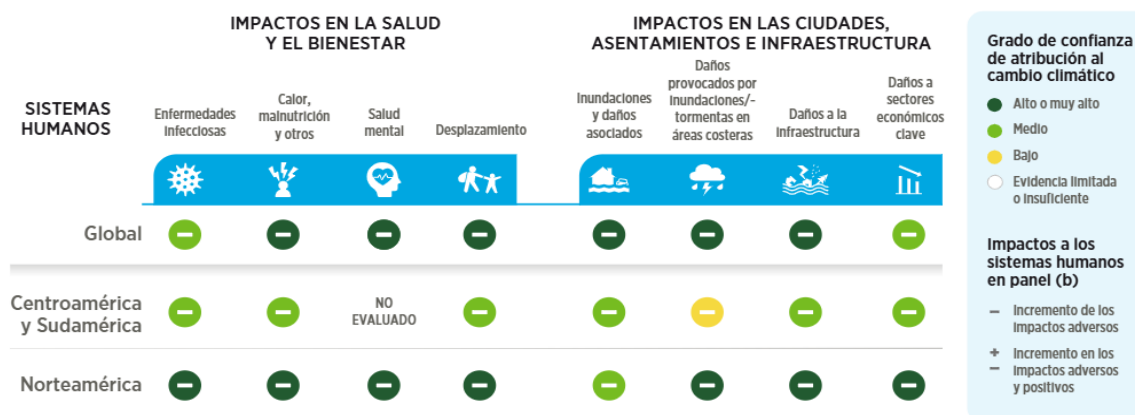 IMPACTOS EN LA SALUD
Y EL BIENESTAR
IMPACTOS EN LAS CIUDADES,
ASENTAMIENTOS E INFRAESTRUCTURA
SISTEMAS
HUMANOS
Enfermedades
infecciosas
Calor,
malnutrición
y otros
Salud
mental
Desplazamiento
Inundaciones
y daños
asociados
Daños
provocados por
inundaciones/-
tormentas en
áreas costeras
Daños a la
infraestructura
Daños a
sectores
económicos
clave
Global
Centroamérica
y Sudamérica
NO
EVALUADO
Norteamérica
Grado de confianza
de atribución al
cambio climático
Alto o muy alto
Medio
Bajo
Evidencia limitada
o insuficiente
Impactos a los
sistemas humanos
en panel (b)
− Incremento de los
impactos adversos
+ Incremento en los
− impactos adversos
y positivos